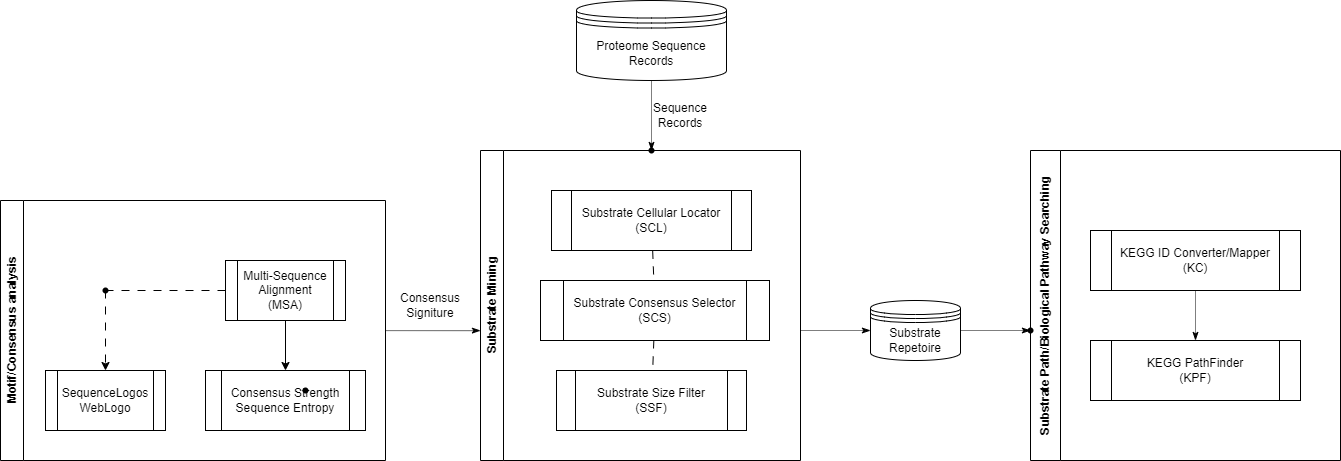 Proteome Sequence
Records
Sequence
Records
Motif/Consensus analysis
Multi-Sequence
Alignment
(MSA)
SequenceLogos
WebLogo
Consensus Strength
Sequence Entropy
Consensus
Signiture
Substrate Mining
Substrate Cellular Locator
(SCL)
Substrate Consensus Selector
(SCS)
Substrate Size Filter
(SSF)
Substrate
Repetoire
Substrate Path/Biological Pathway Searching
KEGG ID Converter/Mapper
(KC)
KEGG PathFinder
(KPF)